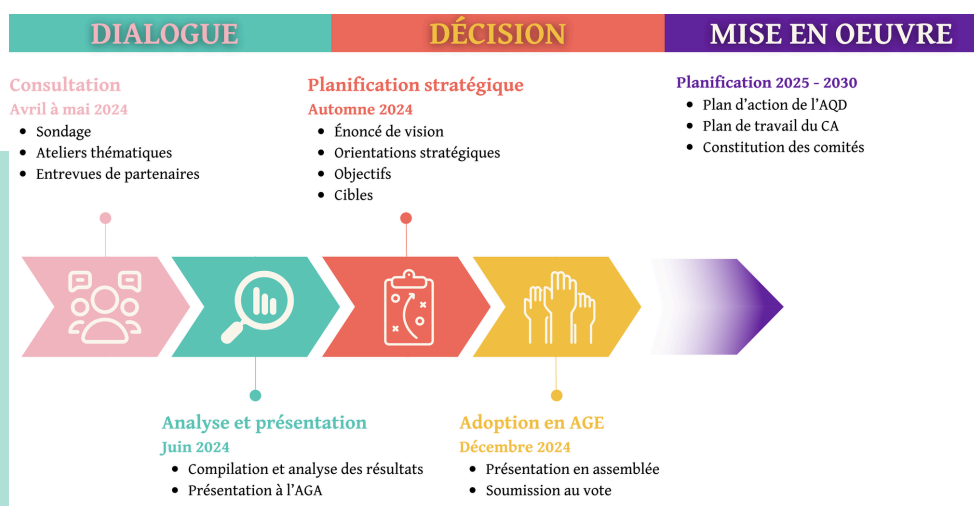 DIALOGUE
DÉCISION
MISE EN OEUVRE
Consultation
Avril à mai 2024
• Sondage
• Ateliers thématiques
• Entrevues de partenaires
Planification stratégique
Automne 2024
• Énoncé de vision
• Orientations stratégiques
• Objectifs
• Cibles
Planification 2025 - 2030
• Plan d'action de l'AQD
• Plan de travail du CA
• Constitution des comités
Analyse et présentation
Juin 2024
• Compilation et analyse des résultats
• Présentation à l'AGA
Adoption en AGE
Décembre 2024
• Présentation en assemblée
• Soumission au vote